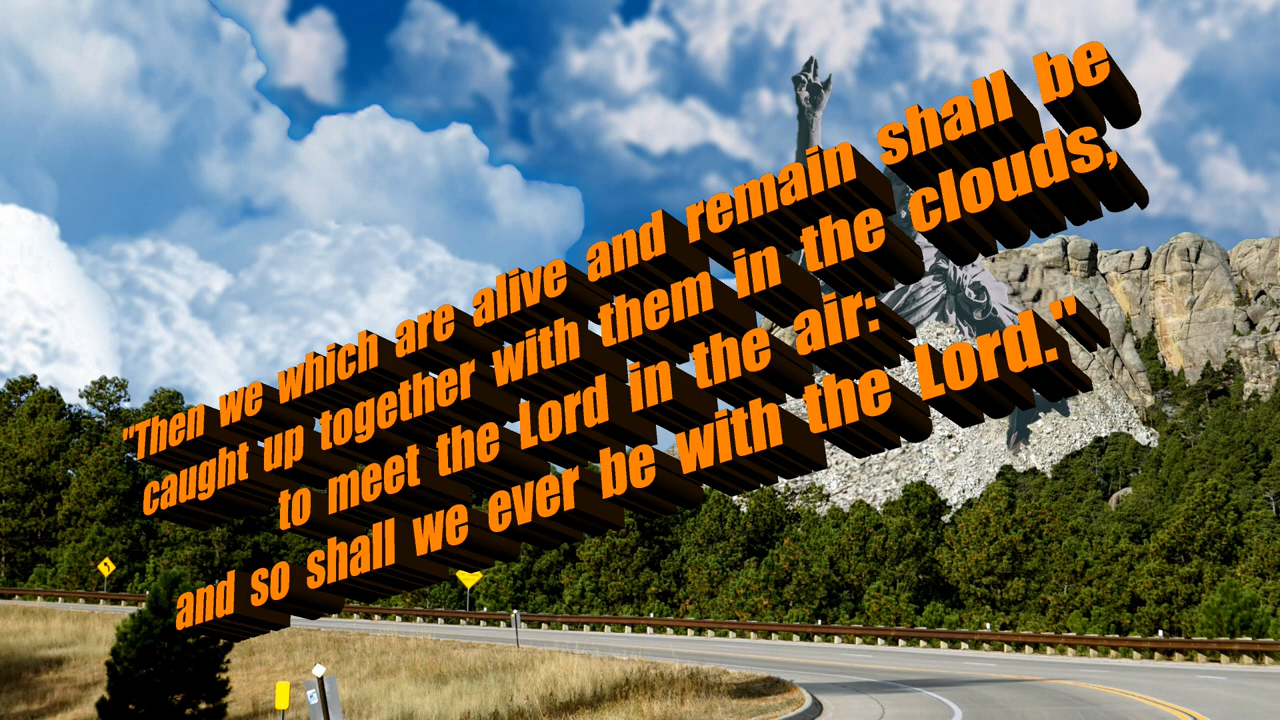 "Then we which are alive and remain shall be
caught up together with them in the clouds,
to meet the Lord in the air:
and so shall we ever be with the Lord."